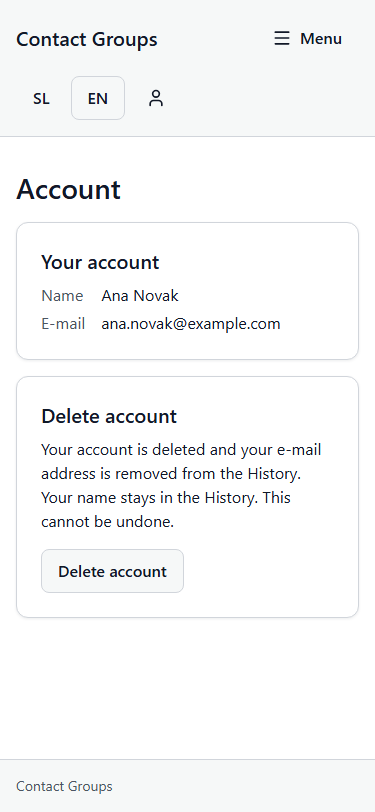 Contact Groups
Menu
SL
EN
Account
Your account
Name Ana Novak
E-mail ana.novak@example.com
Delete account
Your account is deleted and your e-mail
address is removed from the History.
Your name stays in the History. This
cannot be undone.
Delete account
Contact Groups